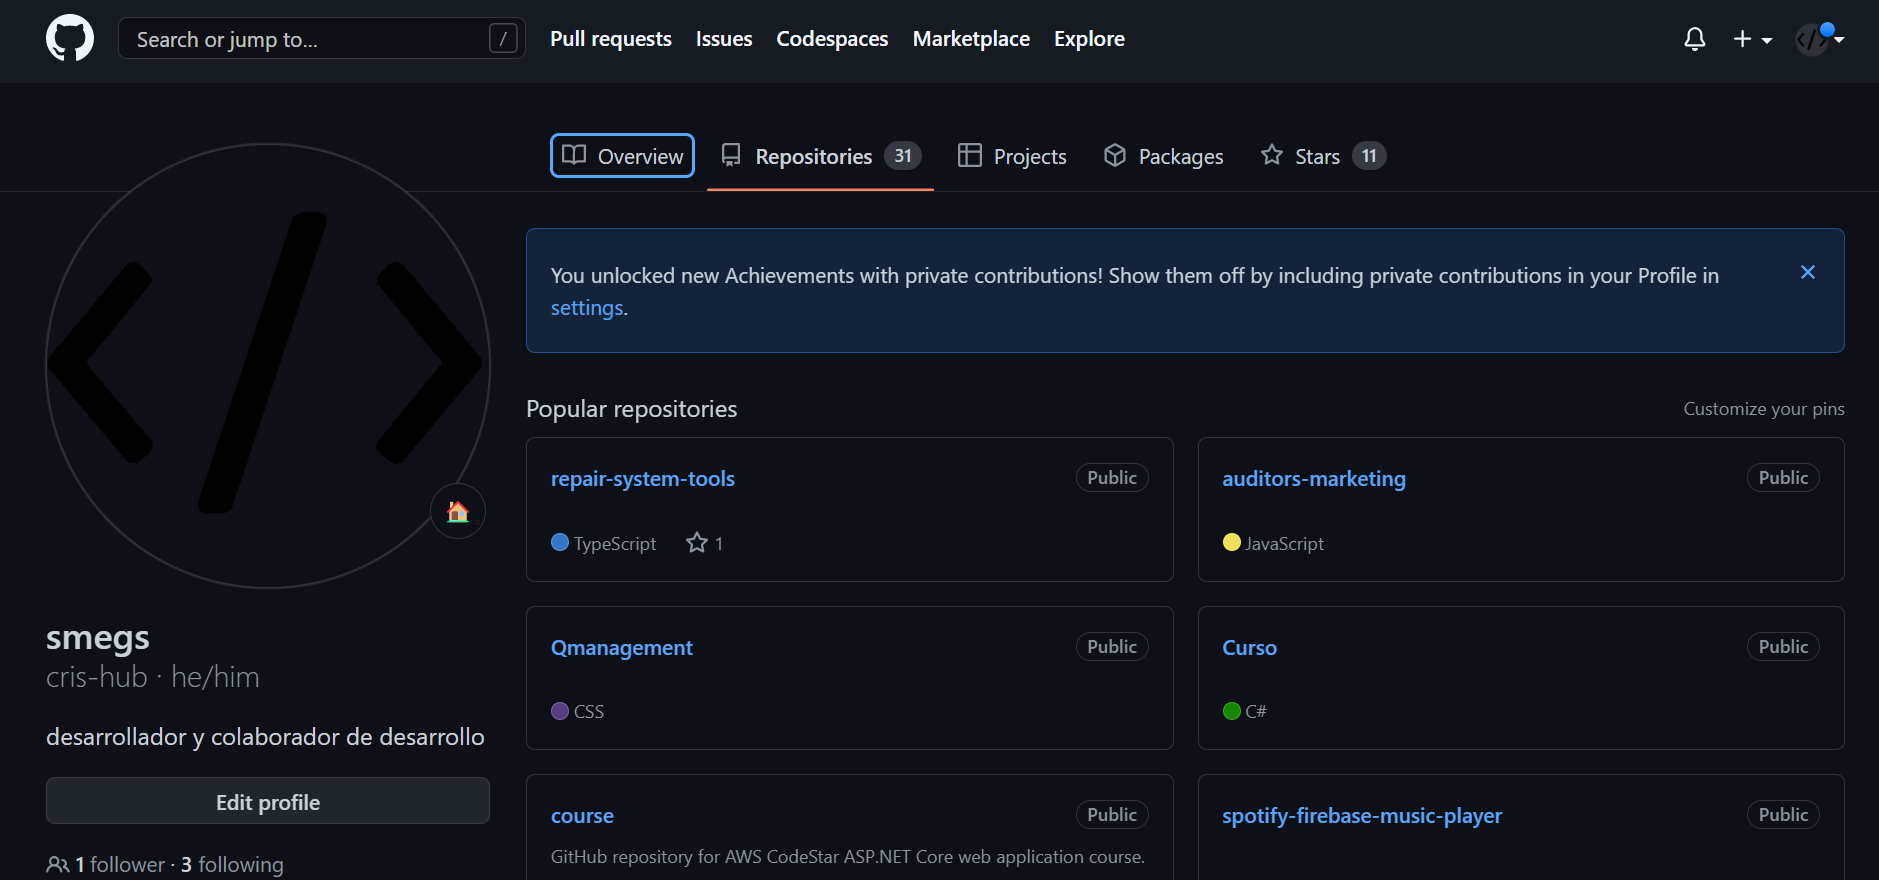 Search or jump to... / Pull requests Issues Codespaces Marketplace Explore
Overview Repositories 31 Projects Packages Stars 11
You unlocked new Achievements with private contributions! Show them off by including private contributions in your Profile in
settings.
Popular repositories Customize your pins
repair-system-tools Public
TypeScript 1
auditors-marketing Public
JavaScript
Qmanagement Public
CSS
Curso Public
C#
course Public
GitHub repository for AWS CodeStar ASP.NET Core web application course.
spotify-firebase-music-player Public
smegs
cris-hub · he/him
desarrollador y colaborador de desarrollo
Edit profile
1 follower · 3 following